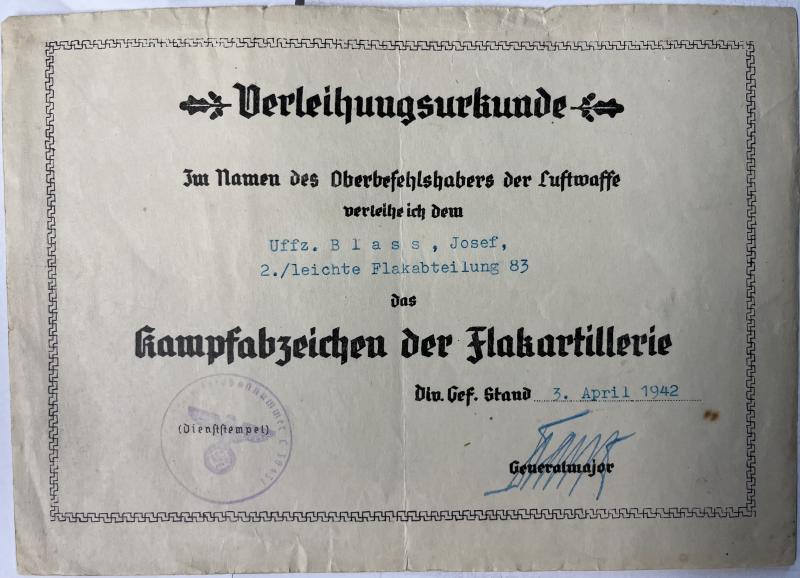 Verleihungsurkunde
Im Namen des Oberbefehlshabers der Luftwaffe
verleihe ich dem
Uffz. B l a s s , Josef,
2./leichte Flakabteilung 83
das
Kampfabzeichen der Flakartillerie
Div. Gef. Stand 3. April 1942
(Dienststempel)
Generalmajor